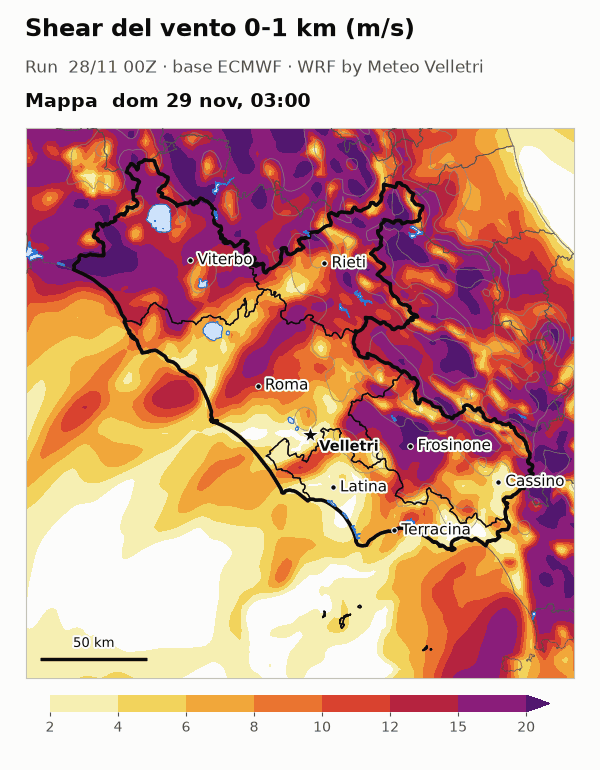 Shear del vento 0-1 km (m/s)
Run  28/11 00Z · base ECMWF · WRF by Meteo Velletri
Mappa  dom 29 nov, 03:00
Viterbo
Rieti
Roma
Velletri
Frosinone
Latina
Cassino
Terracina
50 km
2 4 6 8 10 12 15 20